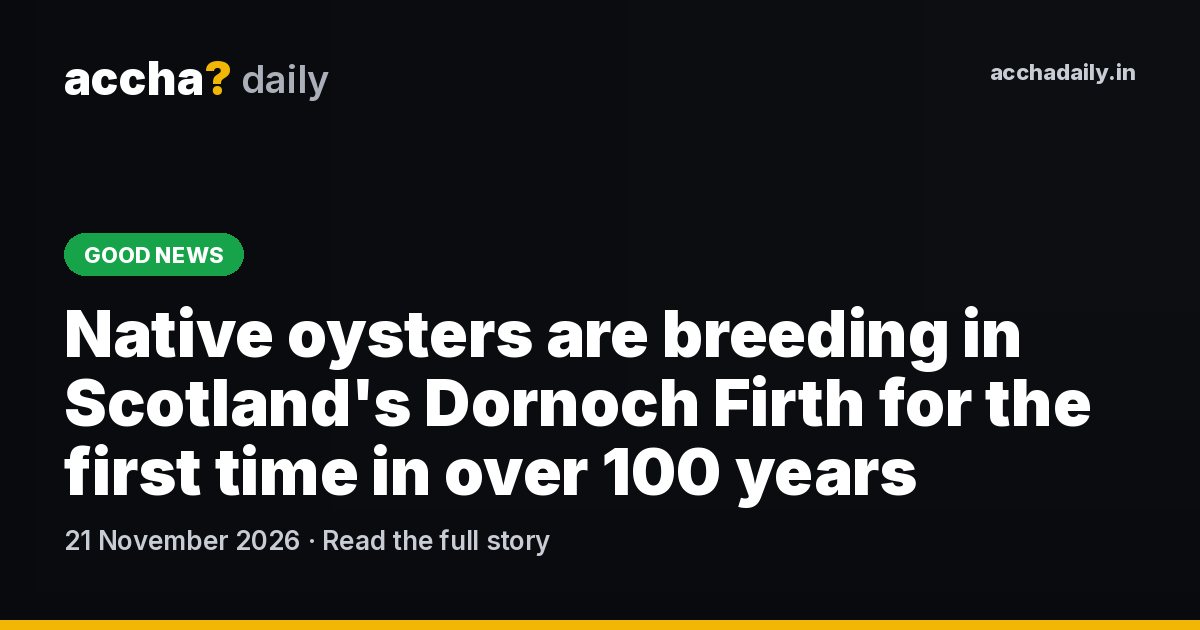 accha? daily
acchadaily.in
GOOD NEWS
Native oysters are breeding in
Scotland's Dornoch Firth for the
first time in over 100 years
21 November 2026 · Read the full story